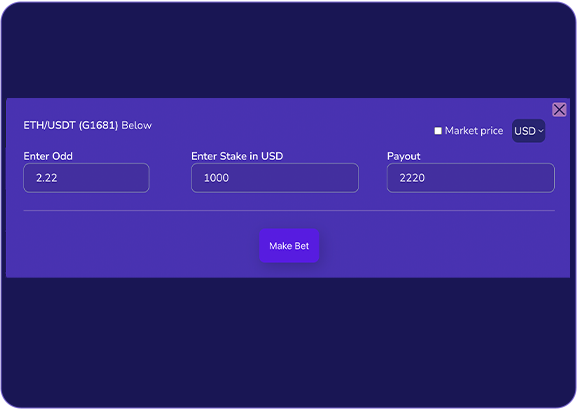 ETH/USDT (G1681) Below
Market price
USD
Enter Odd
Enter Stake in USD
Payout
2.22
1000
2220
Make Bet